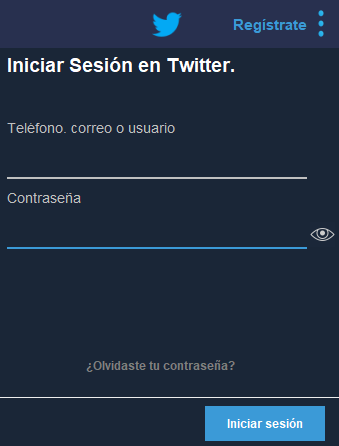 Regístrate
Iniciar Sesión en Twitter.
Teléfono. correo o usuario
Contraseña
¿Olvidaste tu contraseña?
Iniciar sesión